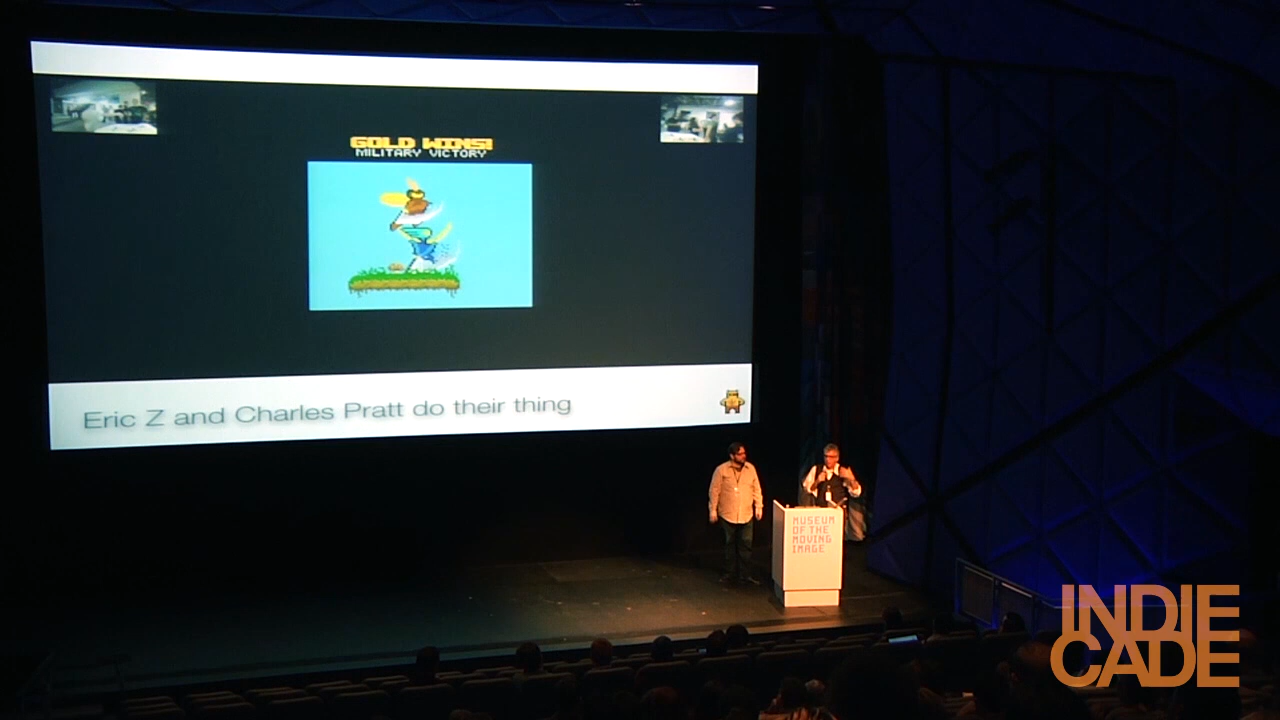 GOLD WINS!
MILITARY VICTORY
Eric Z and Charles Pratt do their thing
MUSEUM
OF THE
MOVING
IMAGE
INDIE
CADE